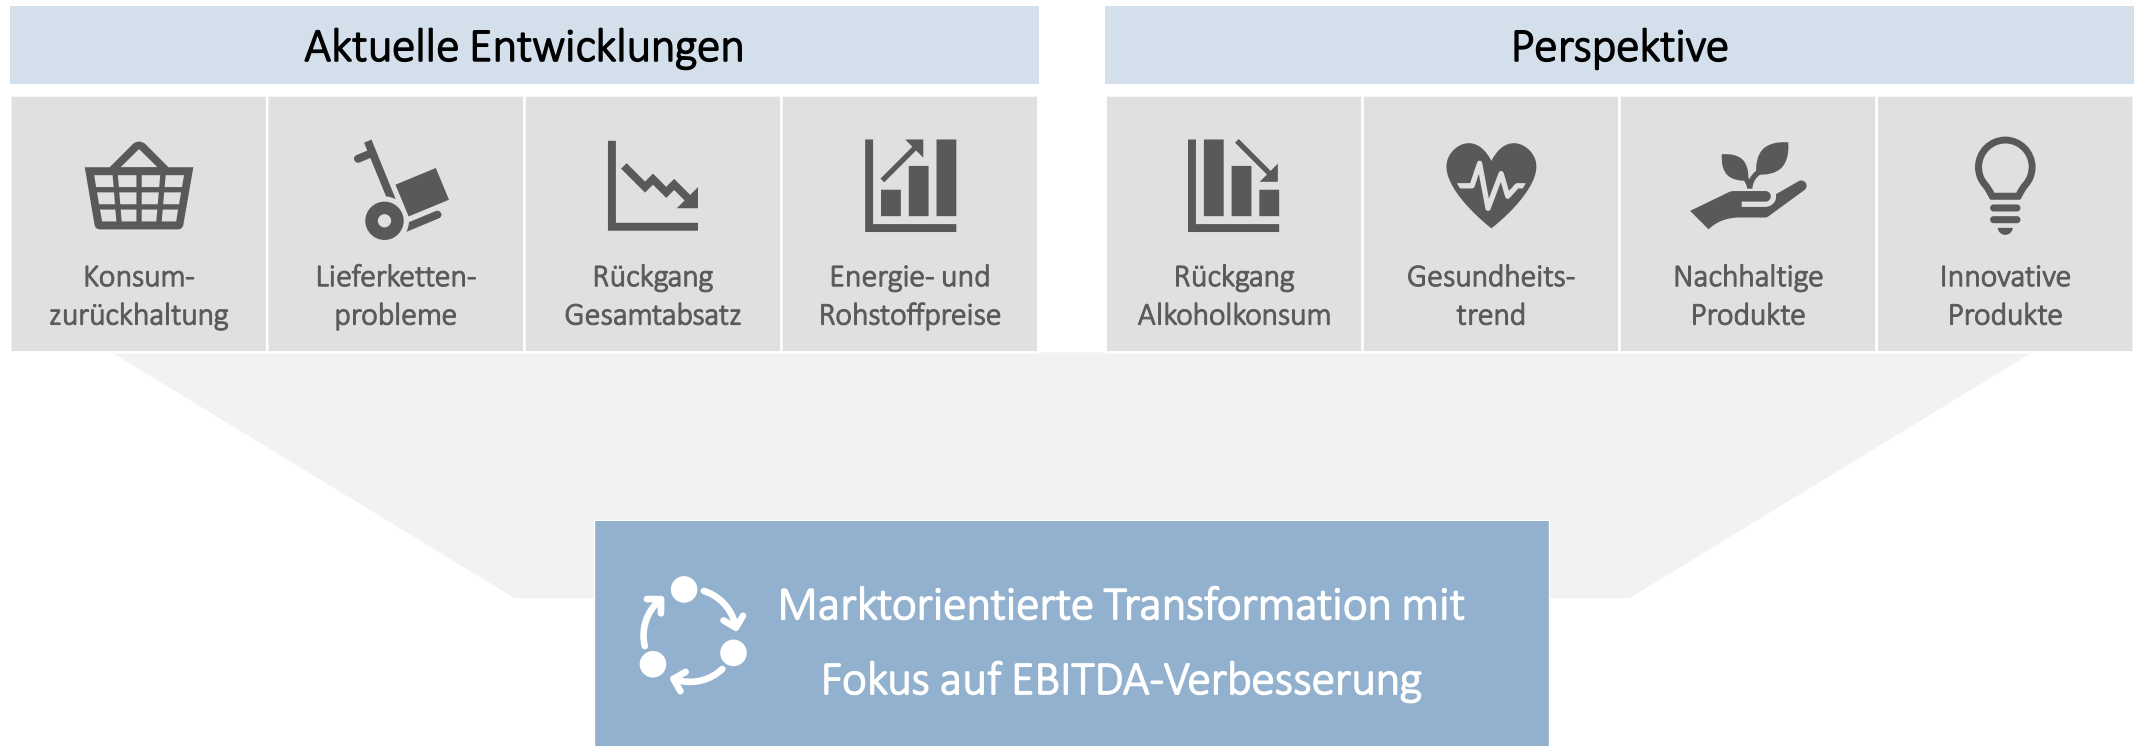 Aktuelle Entwicklungen
Perspektive
Konsum-
zurückhaltung
Lieferketten-
probleme
Rückgang
Gesamtabsatz
Energie- und
Rohstoffpreise
Rückgang
Alkoholkonsum
Gesundheits-
trend
Nachhaltige
Produkte
Innovative
Produkte
Marktorientierte Transformation mit
Fokus auf EBITDA-Verbesserung